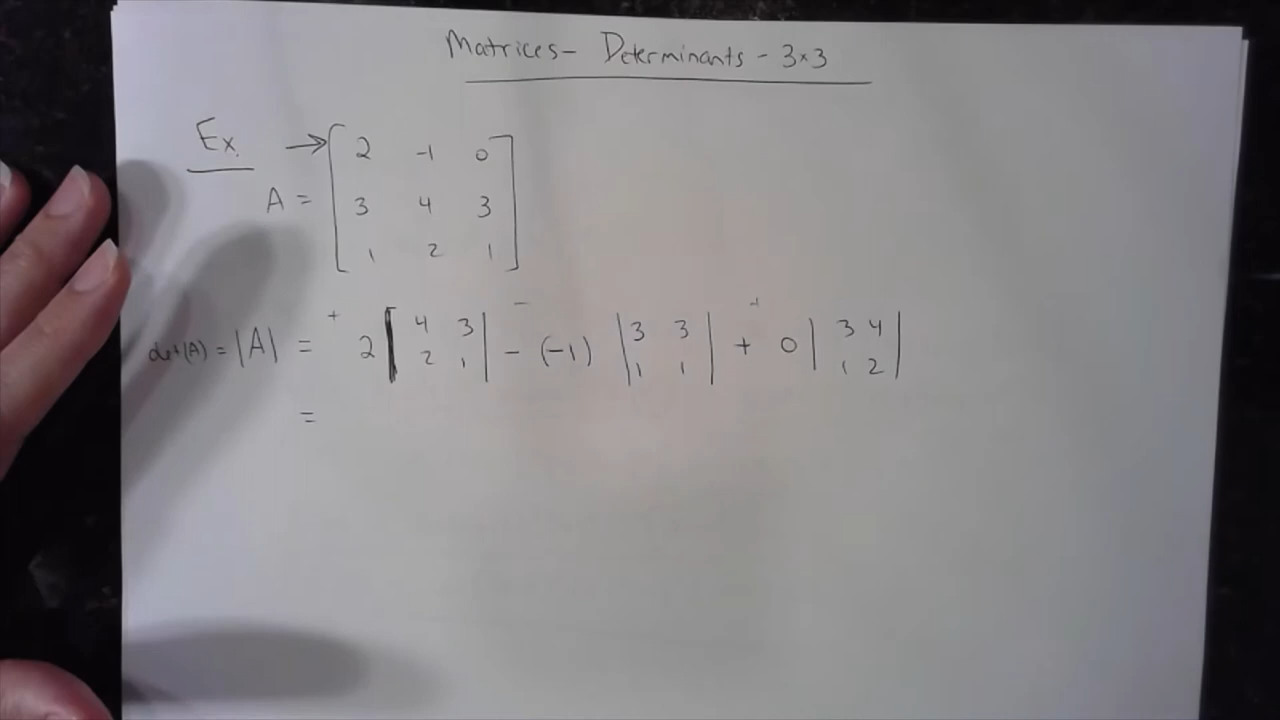 Matrices- Determinants - 3×3
Ex. → [ 2 -1 0
A = 3 4 3
1 2 1 ]
+ - +
det(A) = |A| = 2 | 4 3 | - (-1) | 3 3 | + 0 | 3 4 |
2 1 1 1 1 2
=